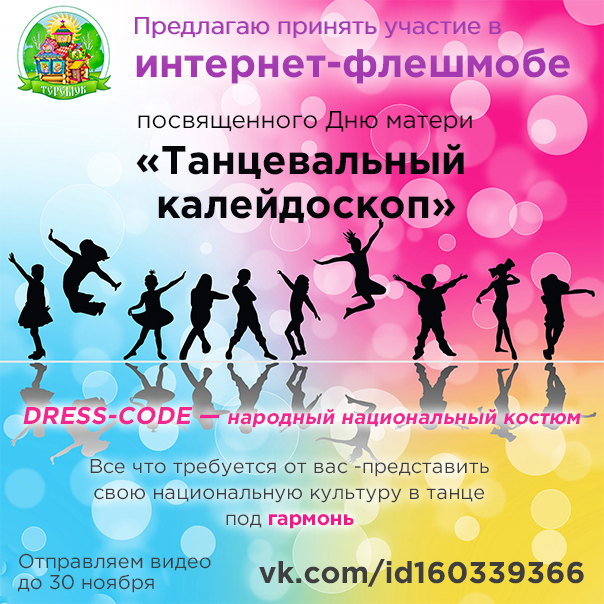 ТЕРЕМОК
Предлагаю принять участие в
интернет-флешмобе
посвященного Дню матери
«Танцевальный
калейдоскоп»
DRESS-CODE — народный национальный костюм
Все что требуется от вас -представить
свою национальную культуру в танце
под гармонь
Отправляем видео
до 30 ноября
vk.com/id160339366